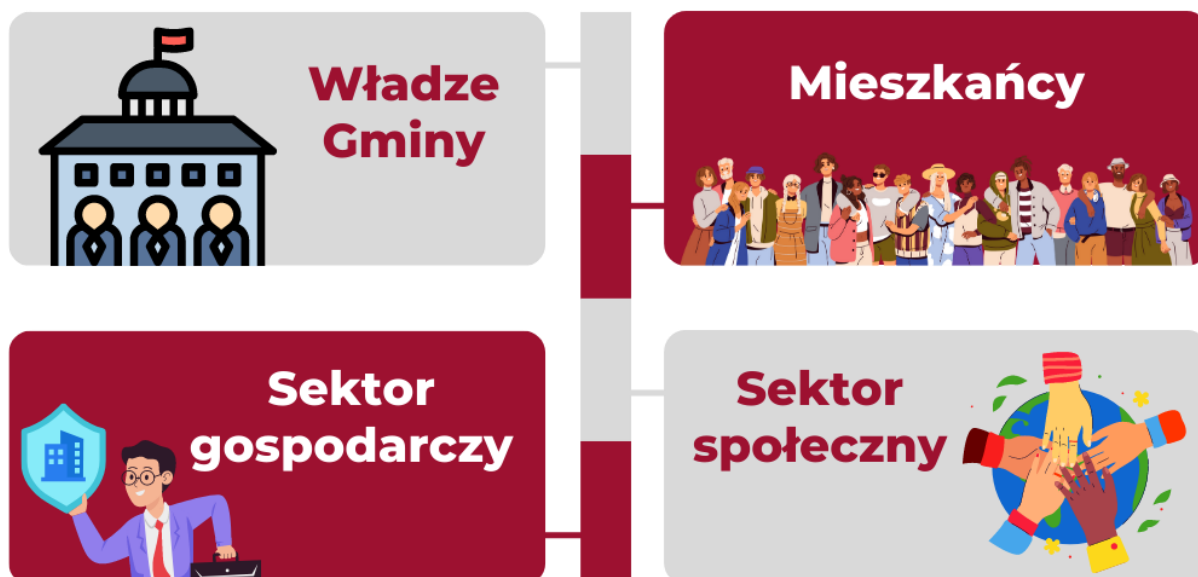 Władze
Gminy
Mieszkańcy
Sektor
gospodarczy
Sektor
społeczny